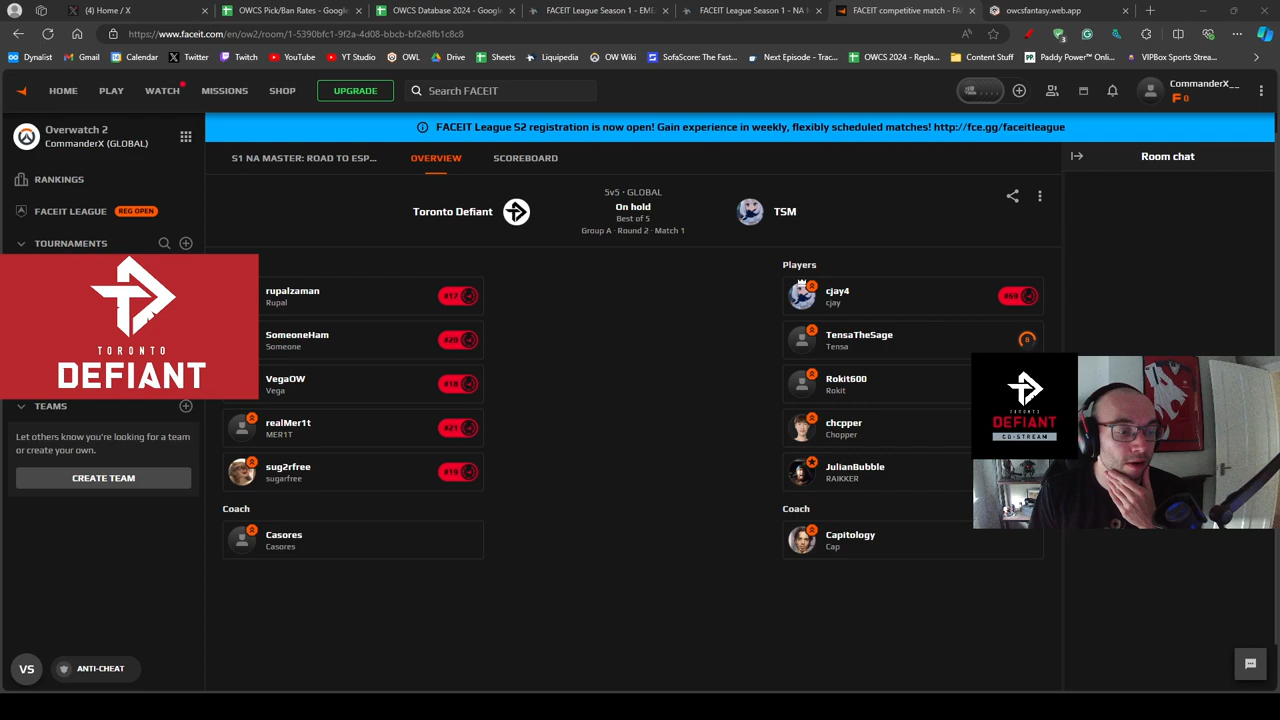 (4) Home / X
OWCS Pick/Ban Rates - Google
OWCS Database 2024 - Google
FACEIT League Season 1 - EME
FACEIT League Season 1 - NA M
FACEIT competitive match - FA
owcsfantasy.web.app
https://www.faceit.com/en/ow2/room/1-5390bfc1-9f2a-4d08-bbcb-bf2e8fb1c8c8
Dynalist
Gmail
Calendar
Twitter
Twitch
YouTube
YT Studio
OWL
Drive
Sheets
Liquipedia
OW Wiki
SofaScore: The Fast...
Next Episode - Trac...
OWCS 2024 - Repla...
Content Stuff
Paddy Power™ Onl...
VIPBox Sports Strea...
HOME
PLAY
WATCH
MISSIONS
SHOP
UPGRADE
Search FACEIT
CommanderX__
F 0
FACEIT League S2 registration is now open! Gain experience in weekly, flexibly scheduled matches! http://fce.gg/faceitleague
Overwatch 2
CommanderX (GLOBAL)
RANKINGS
FACEIT LEAGUE
REG OPEN
TOURNAMENTS
TORONTO
DEFIANT
TEAMS
Let others know you're looking for a team
or create your own.
CREATE TEAM
VS
ANTI-CHEAT
S1 NA MASTER: ROAD TO ESP...
OVERVIEW
SCOREBOARD
Toronto Defiant
5v5 • GLOBAL
On hold
Best of 5
Group A • Round 2 • Match 1
TSM
rupalzaman
Rupal
#17
SomeoneHam
Someone
#20
VegaOW
Vega
#18
realMer1t
MER1T
#21
sug2rfree
sugarfree
#19
Coach
Casores
Casores
Players
cjay4
cjay
#69
TensaTheSage
Tensa
8
Rokit600
Rokit
chcpper
Chopper
JulianBubble
RAIKKER
Coach
Capitology
Cap
Room chat
TORONTO
DEFIANT
CO-STREAM